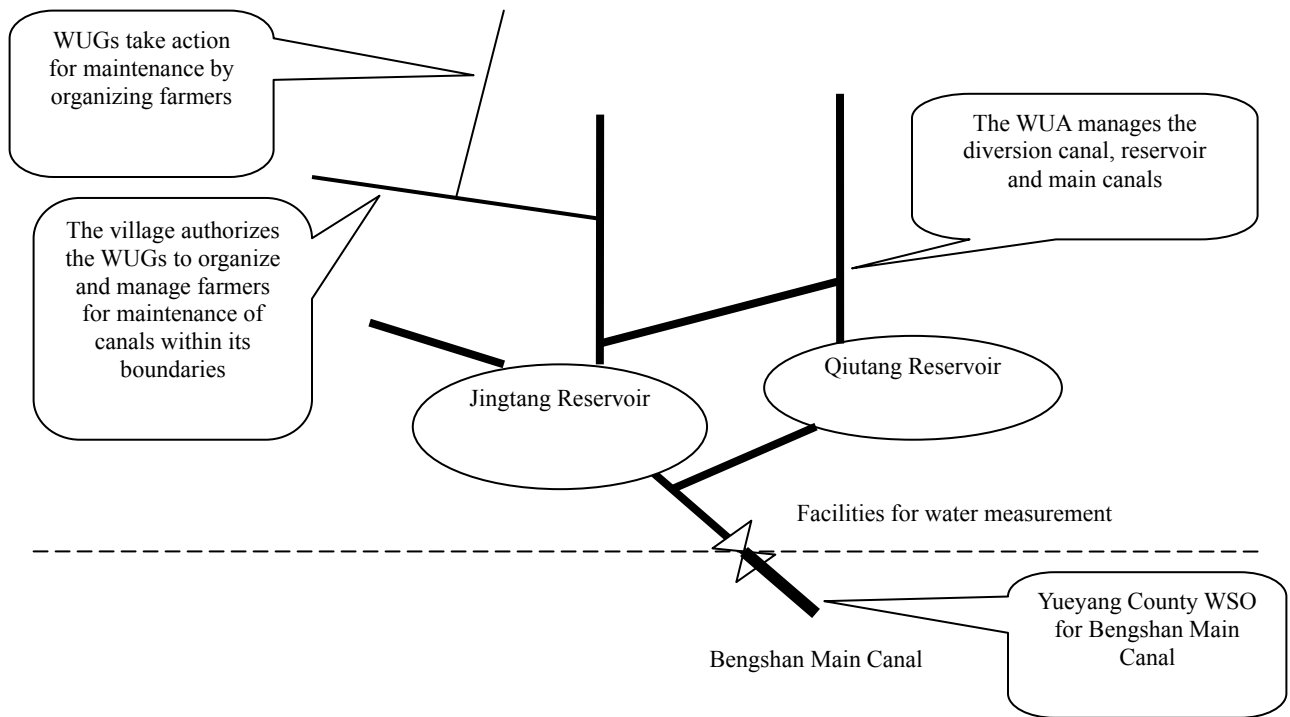 WUGs take action
for maintenance by
organizing farmers
The WUA manages the
diversion canal, reservoir
and main canals
The village authorizes
the WUGs to organize
and manage farmers
for maintenance of
canals within its
boundaries
Qiutang Reservoir
Jingtang Reservoir
Facilities for water measurement
Yueyang County WSO
for Bengshan Main
Canal
Bengshan Main Canal